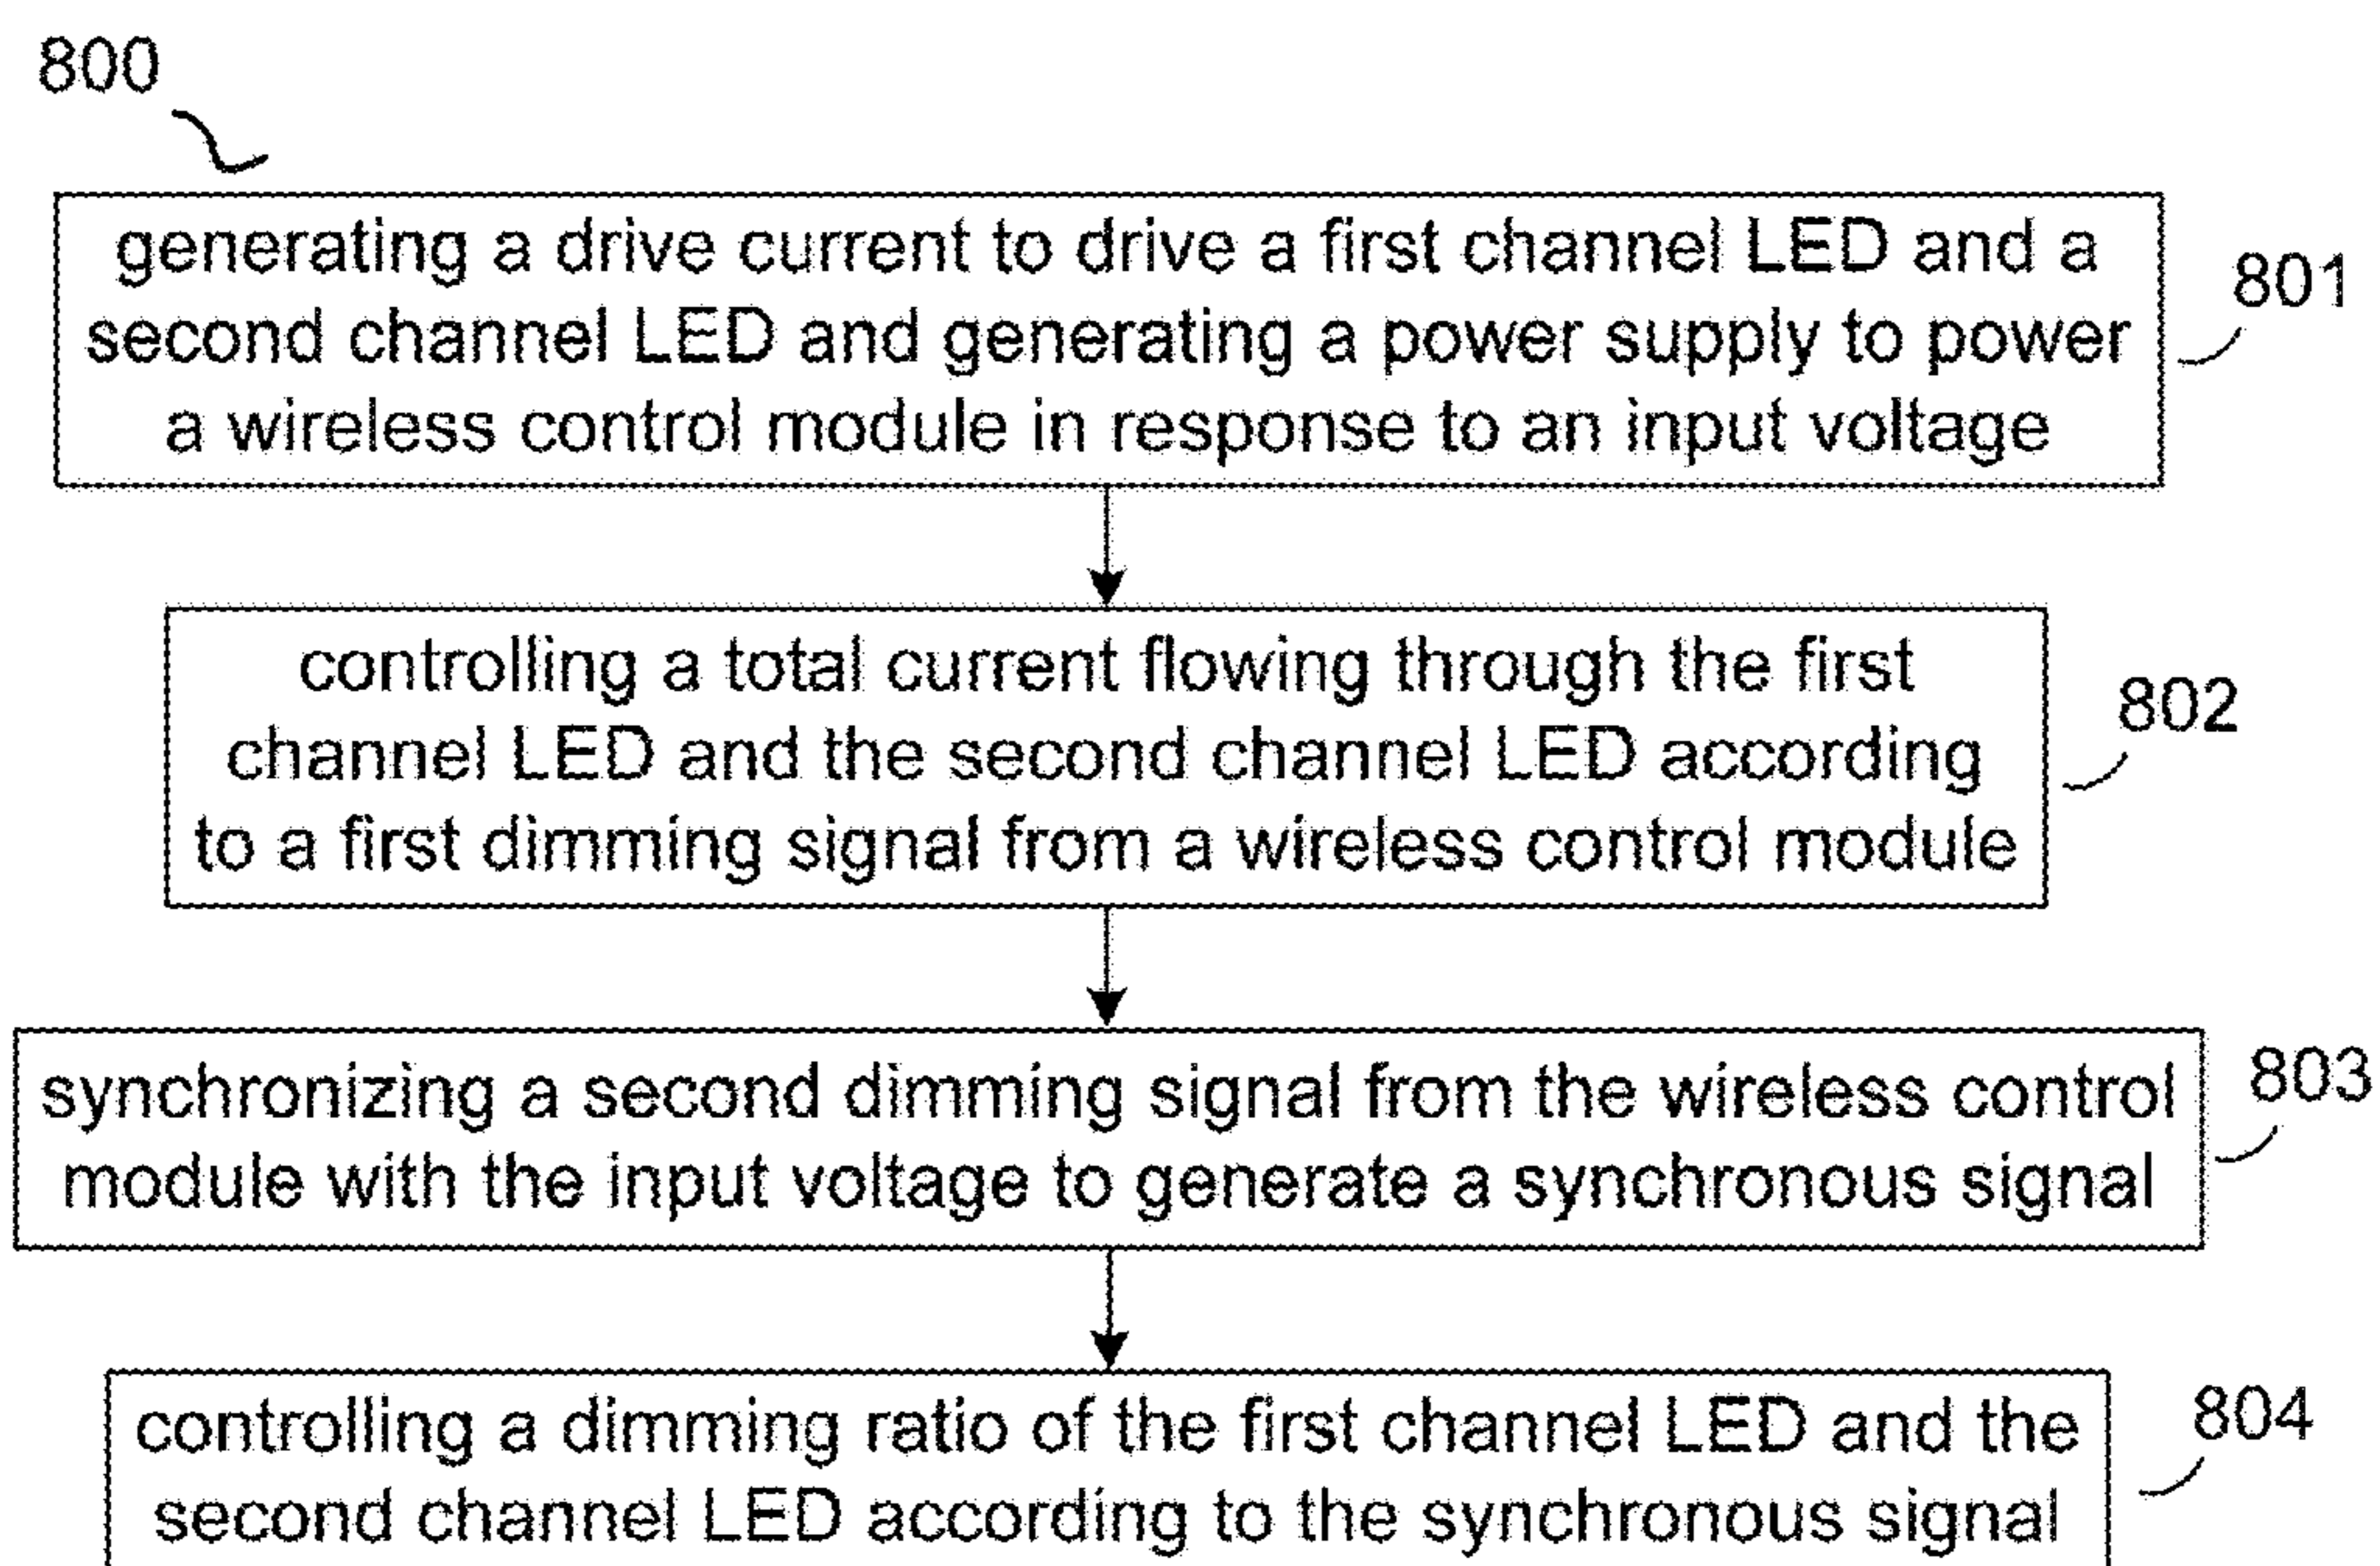 800
generating a drive current to drive a first channel LED and a
second channel LED and generating a power supply to power
a wireless control module in response to an input voltage
801
controlling a total current flowing through the first
channel LED and the second channel LED according
to a first dimming signal from a wireless control module
802
synchronizing a second dimming signal from the wireless control
module with the input voltage to generate a synchronous signal
803
controlling a dimming ratio of the first channel LED and the
second channel LED according to the synchronous signal
804